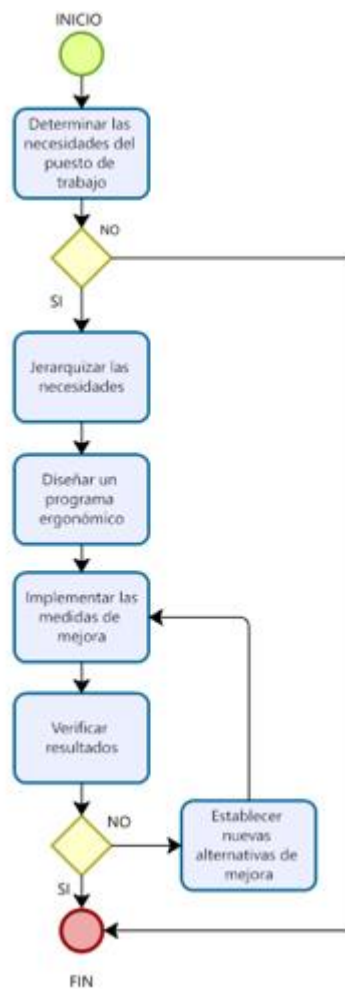 INICIO
Determinar las
necesidades del
puesto de
trabajo
NO
SI
Jerarquizar las
necesidades
Diseñar un
programa
ergonómico
Implementar las
medidas de
mejora
Verificar
resultados
NO
Establecer
nuevas
alternativas de
mejora
SI
FIN